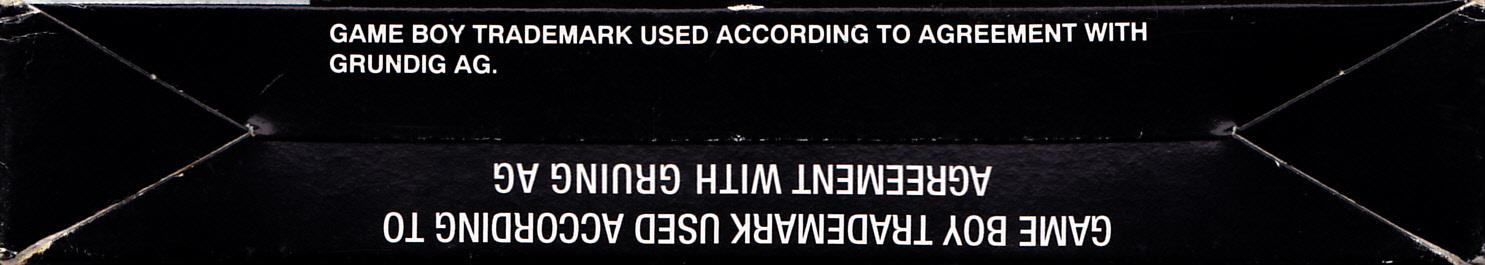 GAME BOY TRADEMARK USED ACCORDING TO AGREEMENT WITH
GRUNDIG AG.
GAME BOY TRADEMARK USED ACCORDING TO
AGREEMENT WITH GRUING AG